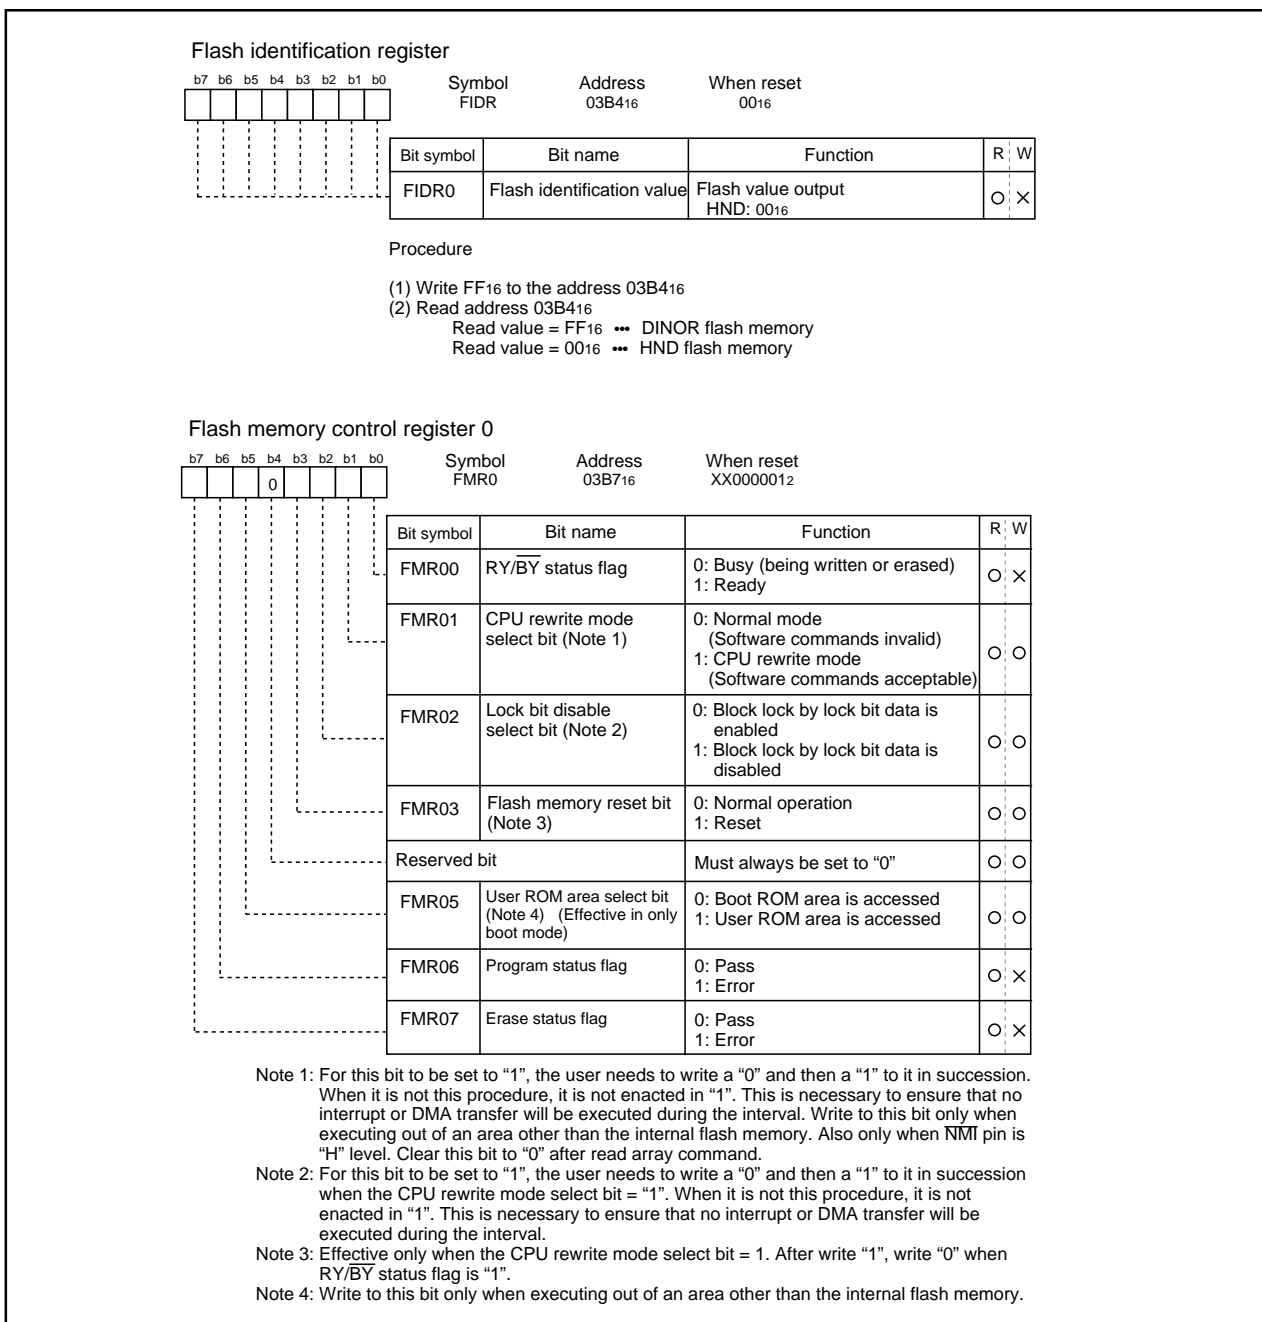 Flash identification register
b7 b6 b5 b4 b3 b2 b1 b0
Symbol Address When reset
FIDR 03B416 0016
Bit symbol Bit name Function R W
FIDR0 Flash identification value Flash value output
HND: 0016
Procedure
(1) Write FF16 to the address 03B416
(2) Read address 03B416
Read value = FF16 ••• DINOR flash memory
Read value = 0016 ••• HND flash memory
Flash memory control register 0
b7 b6 b5 b4 b3 b2 b1 b0
0
Symbol Address When reset
FMR0 03B716 XX0000012
Bit symbol Bit name Function R W
FMR00 RY/BY status flag 0: Busy (being written or erased)
1: Ready
FMR01 CPU rewrite mode 0: Normal mode
select bit (Note 1) (Software commands invalid)
1: CPU rewrite mode
(Software commands acceptable)
FMR02 Lock bit disable 0: Block lock by lock bit data is
select bit (Note 2) enabled
1: Block lock by lock bit data is
disabled
FMR03 Flash memory reset bit 0: Normal operation
(Note 3) 1: Reset
Reserved bit Must always be set to “0”
FMR05 User ROM area select bit 0: Boot ROM area is accessed
(Note 4) (Effective in only 1: User ROM area is accessed
boot mode)
FMR06 Program status flag 0: Pass
1: Error
FMR07 Erase status flag 0: Pass
1: Error
Note 1: For this bit to be set to “1”, the user needs to write a “0” and then a “1” to it in succession.
When it is not this procedure, it is not enacted in “1”. This is necessary to ensure that no
interrupt or DMA transfer will be executed during the interval. Write to this bit only when
executing out of an area other than the internal flash memory. Also only when NMI pin is
“H” level. Clear this bit to “0” after read array command.
Note 2: For this bit to be set to “1”, the user needs to write a “0” and then a “1” to it in succession
when the CPU rewrite mode select bit = “1”. When it is not this procedure, it is not
enacted in “1”. This is necessary to ensure that no interrupt or DMA transfer will be
executed during the interval.
Note 3: Effective only when the CPU rewrite mode select bit = 1. After write “1”, write “0” when
RY/BY status flag is “1”.
Note 4: Write to this bit only when executing out of an area other than the internal flash memory.